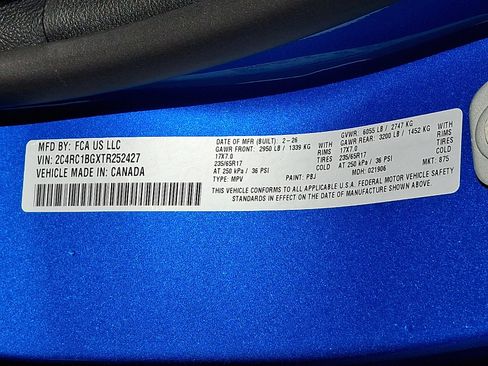 MFD BY: FCA US LLC
VIN: 2C4RC1BGXTR252427
VEHICLE MADE IN: CANADA
DATE OF MFR (BUILT): 2-26 GVWR: 6055 LB / 2747 KG
GAWR FRONT: 2950 LB / 1339 KG WITH GAWR REAR: 3200 LB / 1452 KG WITH
17X7.0 RIMS 17X7.0 RIMS
235/65R17 TIRES 235/65R17 TIRES
AT 250 kPa / 36 PSI COLD AT 250 kPa / 36 PSI COLD
TYPE: MPV PAINT: PBJ MDH: 021906 MKT: 875
CONFORMS TO ALL APPLICABLE U.S.A. FEDERAL MOTOR VEHICLE SAFETY
STANDARDS IN EFFECT ON THE DATE OF MANUFACTURE SHOWN ABOVE.